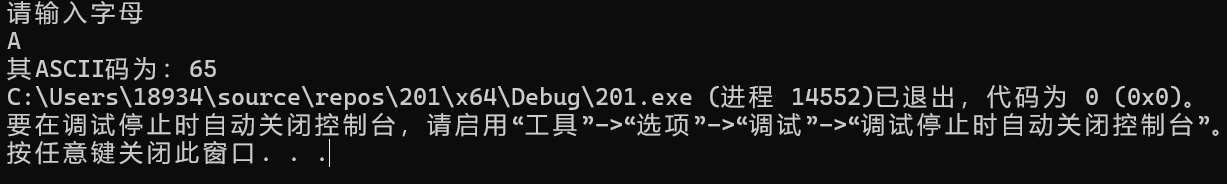 请输入字母
A
其ASCII码为: 65
C:\Users\18934\source\repos\201\x64\Debug\201.exe (进程 14552)已退出，代码为 0 (0x0)。
要在调试停止时自动关闭控制台，请启用“工具”->“选项”->“调试”->“调试停止时自动关闭控制台”。
按任意键关闭此窗口. . .